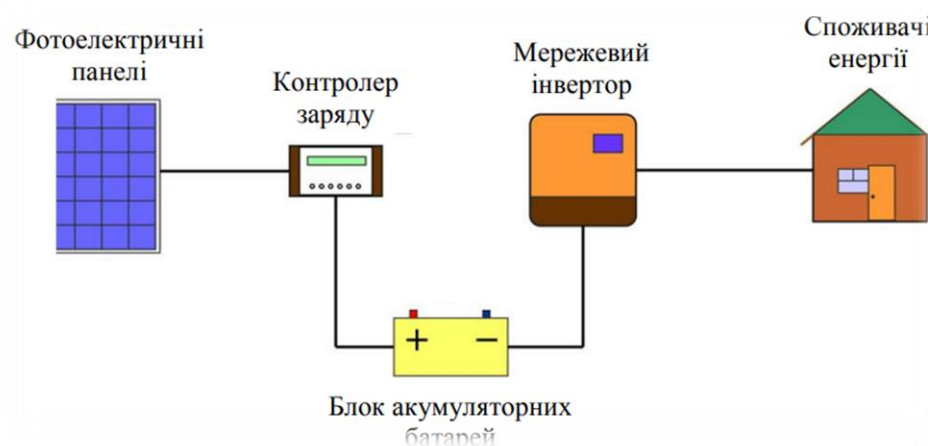 Фотоелектричні
панелі
Контролер
заряду
Мережевий
інвертор
Споживачі
енергії
+ −
Блок акумуляторних
батарей